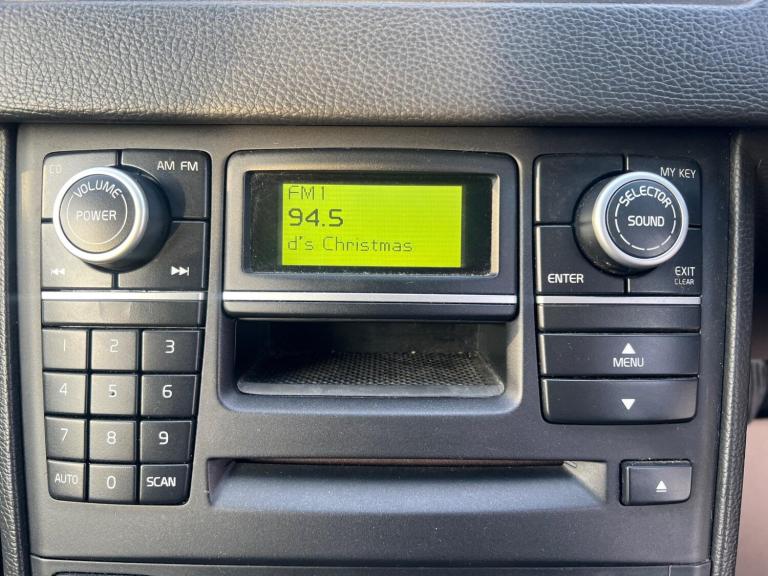 CD
AM FM
VOLUME
POWER
FM1
94.5
d's Christmas
MY KEY
SELECTOR
SOUND
ENTER
EXIT
CLEAR
MENU
1 2 3
4 5 6
7 8 9
AUTO 0 SCAN